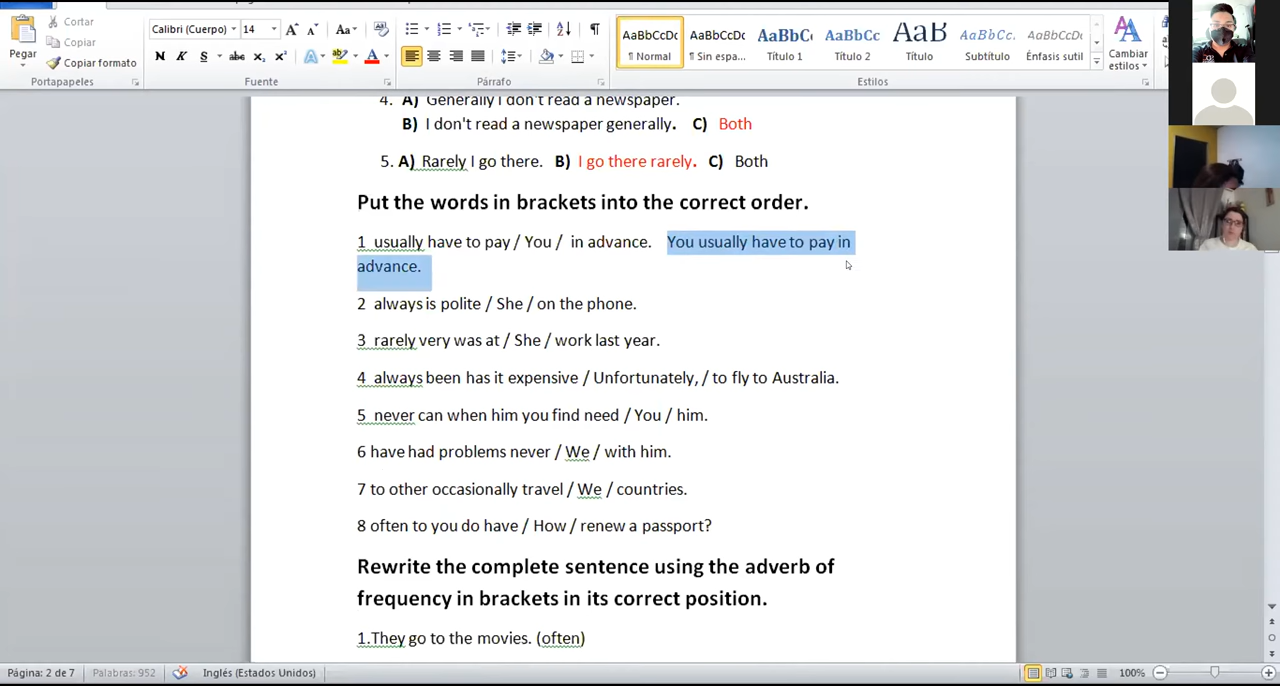 Cortar
Copiar
Copiar formato
Pegar
Portapapeles
Calibri (Cuerpo)
14
Aa
N K S abc x₂ x²
Fuente
Párrafo
AaBbCcDc
¶ Normal
AaBbCcDc
¶ Sin espa...
AaBbC
Título 1
AaBbCc
Título 2
AaB
Título
AaBbCc.
Subtítulo
AaBbCcDc
Énfasis sutil
Estilos
Cambiar
estilos
4. A) Generally I don't read a newspaper.
B) I don't read a newspaper generally. C) Both
5. A) Rarely I go there. B) I go there rarely. C) Both
Put the words in brackets into the correct order.
1 usually have to pay / You / in advance. You usually have to pay in
advance.
2 always is polite / She / on the phone.
3 rarely very was at / She / work last year.
4 always been has it expensive / Unfortunately, / to fly to Australia.
5 never can when him you find need / You / him.
6 have had problems never / We / with him.
7 to other occasionally travel / We / countries.
8 often to you do have / How / renew a passport?
Rewrite the complete sentence using the adverb of
frequency in brackets in its correct position.
1.They go to the movies. (often)
Página: 2 de 7 Palabras: 952 Inglés (Estados Unidos) 100%